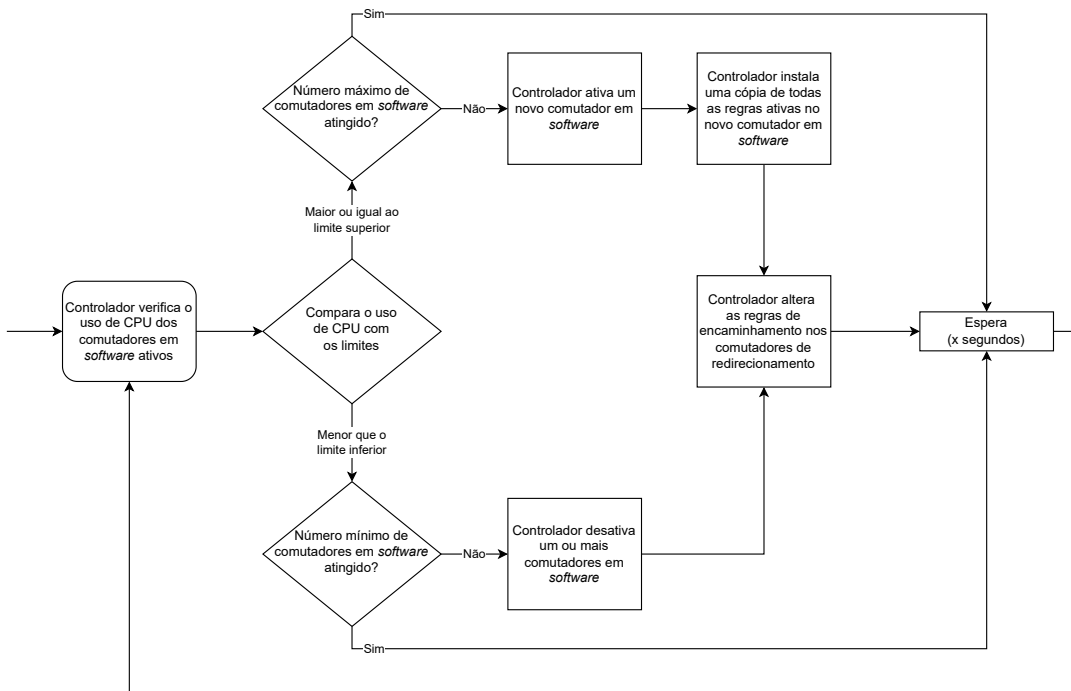 Sim
Número máximo de
comutadores em software
atingido?
Não
Controlador ativa um
novo comutador em
software
Controlador instala
uma cópia de todas
as regras ativas no
novo comutador em
software
Maior ou igual ao
limite superior
Controlador verifica o
uso de CPU dos
comutadores em
software ativos
Compara o uso
de CPU com
os limites
Controlador altera
as regras de
encaminhamento nos
comutadores de
redirecionamento
Espera
(x segundos)
Menor que o
limite inferior
Número mínimo de
comutadores em software
atingido?
Não
Controlador desativa
um ou mais
comutadores em
software
Sim